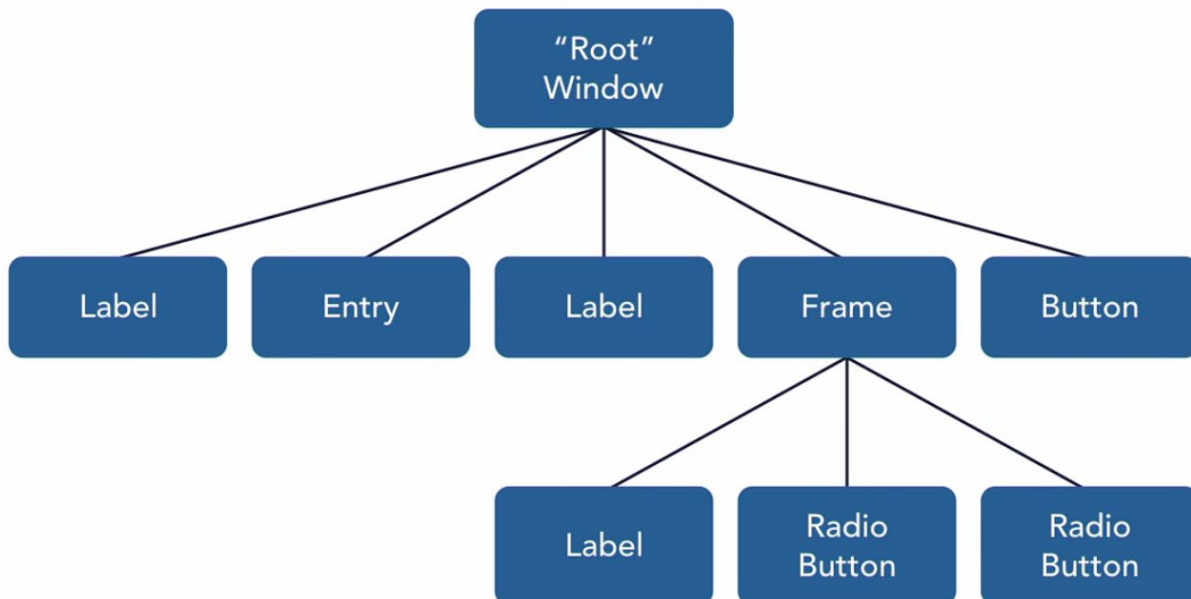 “Root”
Window
Label
Entry
Label
Frame
Button
Label
Radio
Button
Radio
Button